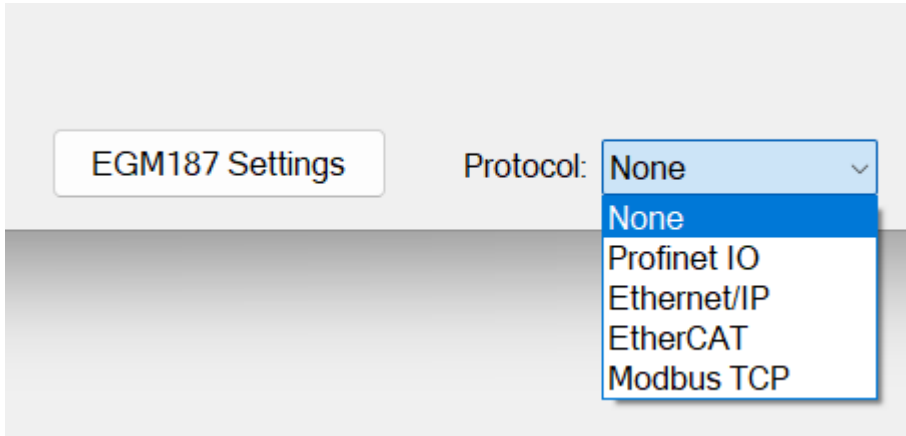 EGM187 Settings
Protocol: None
None
Profinet IO
Ethernet/IP
EtherCAT
Modbus TCP